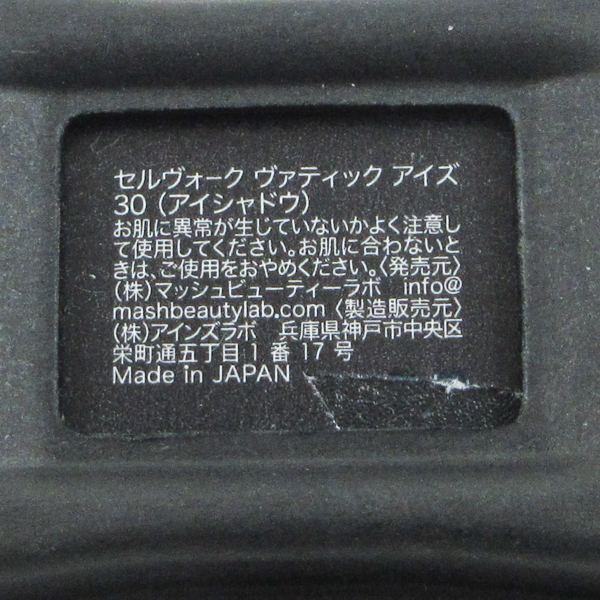 セルヴォーク ヴァティック アイズ
30（アイシャドウ）
お肌に異常が生じていないかよく注意し
て使用してください。お肌に合わないと
きは、ご使用をおやめください。〈発売元〉
（株）マッシュビューティーラボ　info@
mashbeautylab.com〈製造販売元〉
（株）アインズラボ　兵庫県神戸市中央区
栄町通五丁目1番17号
Made in JAPAN